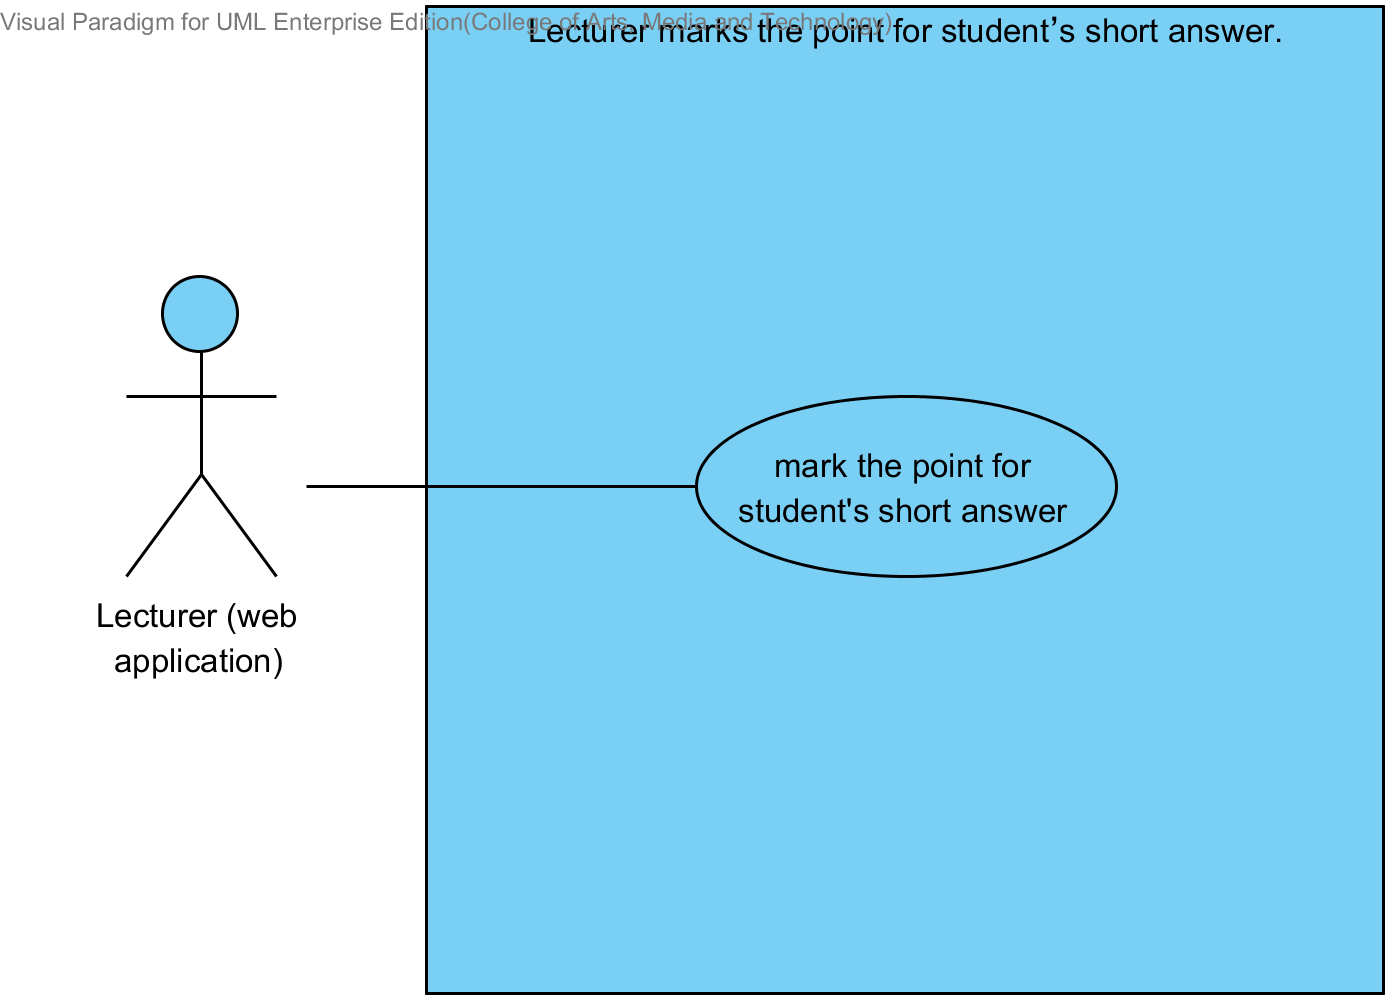 Visual Paradigm for UML Enterprise Edition(College of Arts, Media and Technology)
Lecturer marks the point for student’s short answer.
mark the point for
student's short answer
Lecturer (web
application)